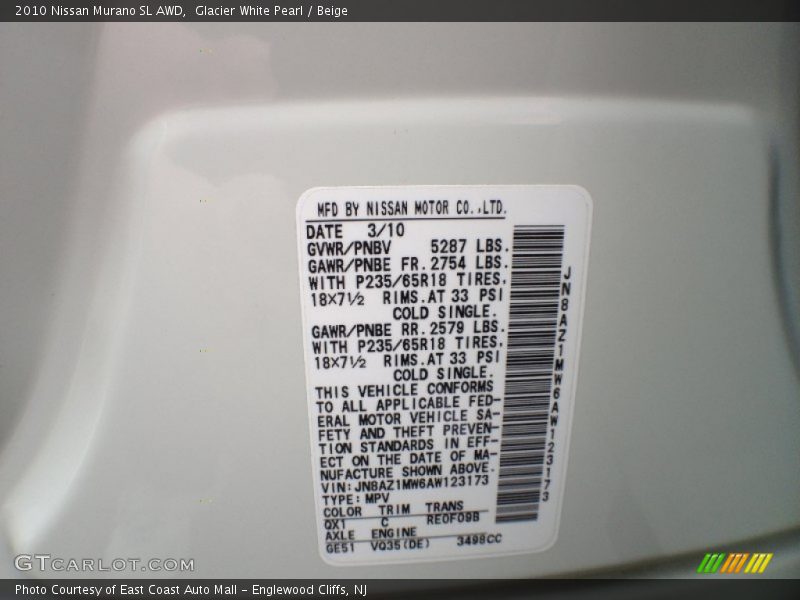 2010 Nissan Murano SL AWD,  Glacier White Pearl / Beige
MFD BY NISSAN MOTOR CO.,LTD.
DATE 3/10
GVWR/PNBV 5287 LBS.
GAWR/PNBE FR. 2754 LBS.
WITH P235/65R18 TIRES,
18×7½ RIMS.AT 33 PSI
COLD SINGLE.
GAWR/PNBE RR. 2579 LBS.
WITH P235/65R18 TIRES,
18×7½ RIMS.AT 33 PSI
COLD SINGLE.
THIS VEHICLE CONFORMS
TO ALL APPLICABLE FED-
ERAL MOTOR VEHICLE SA-
FETY AND THEFT PREVEN-
TION STANDARDS IN EFF-
ECT ON THE DATE OF MA-
NUFACTURE SHOWN ABOVE.
VIN:JN8AZ1MW6AW123173
TYPE:MPV
COLOR TRIM TRANS
QX1 C RE0F09B
AXLE ENGINE
GE51 VQ35(DE) 3498CC
JN8AZ1MW6AW123173
GTCARLOT.COM
Photo Courtesy of East Coast Auto Mall – Englewood Cliffs, NJ